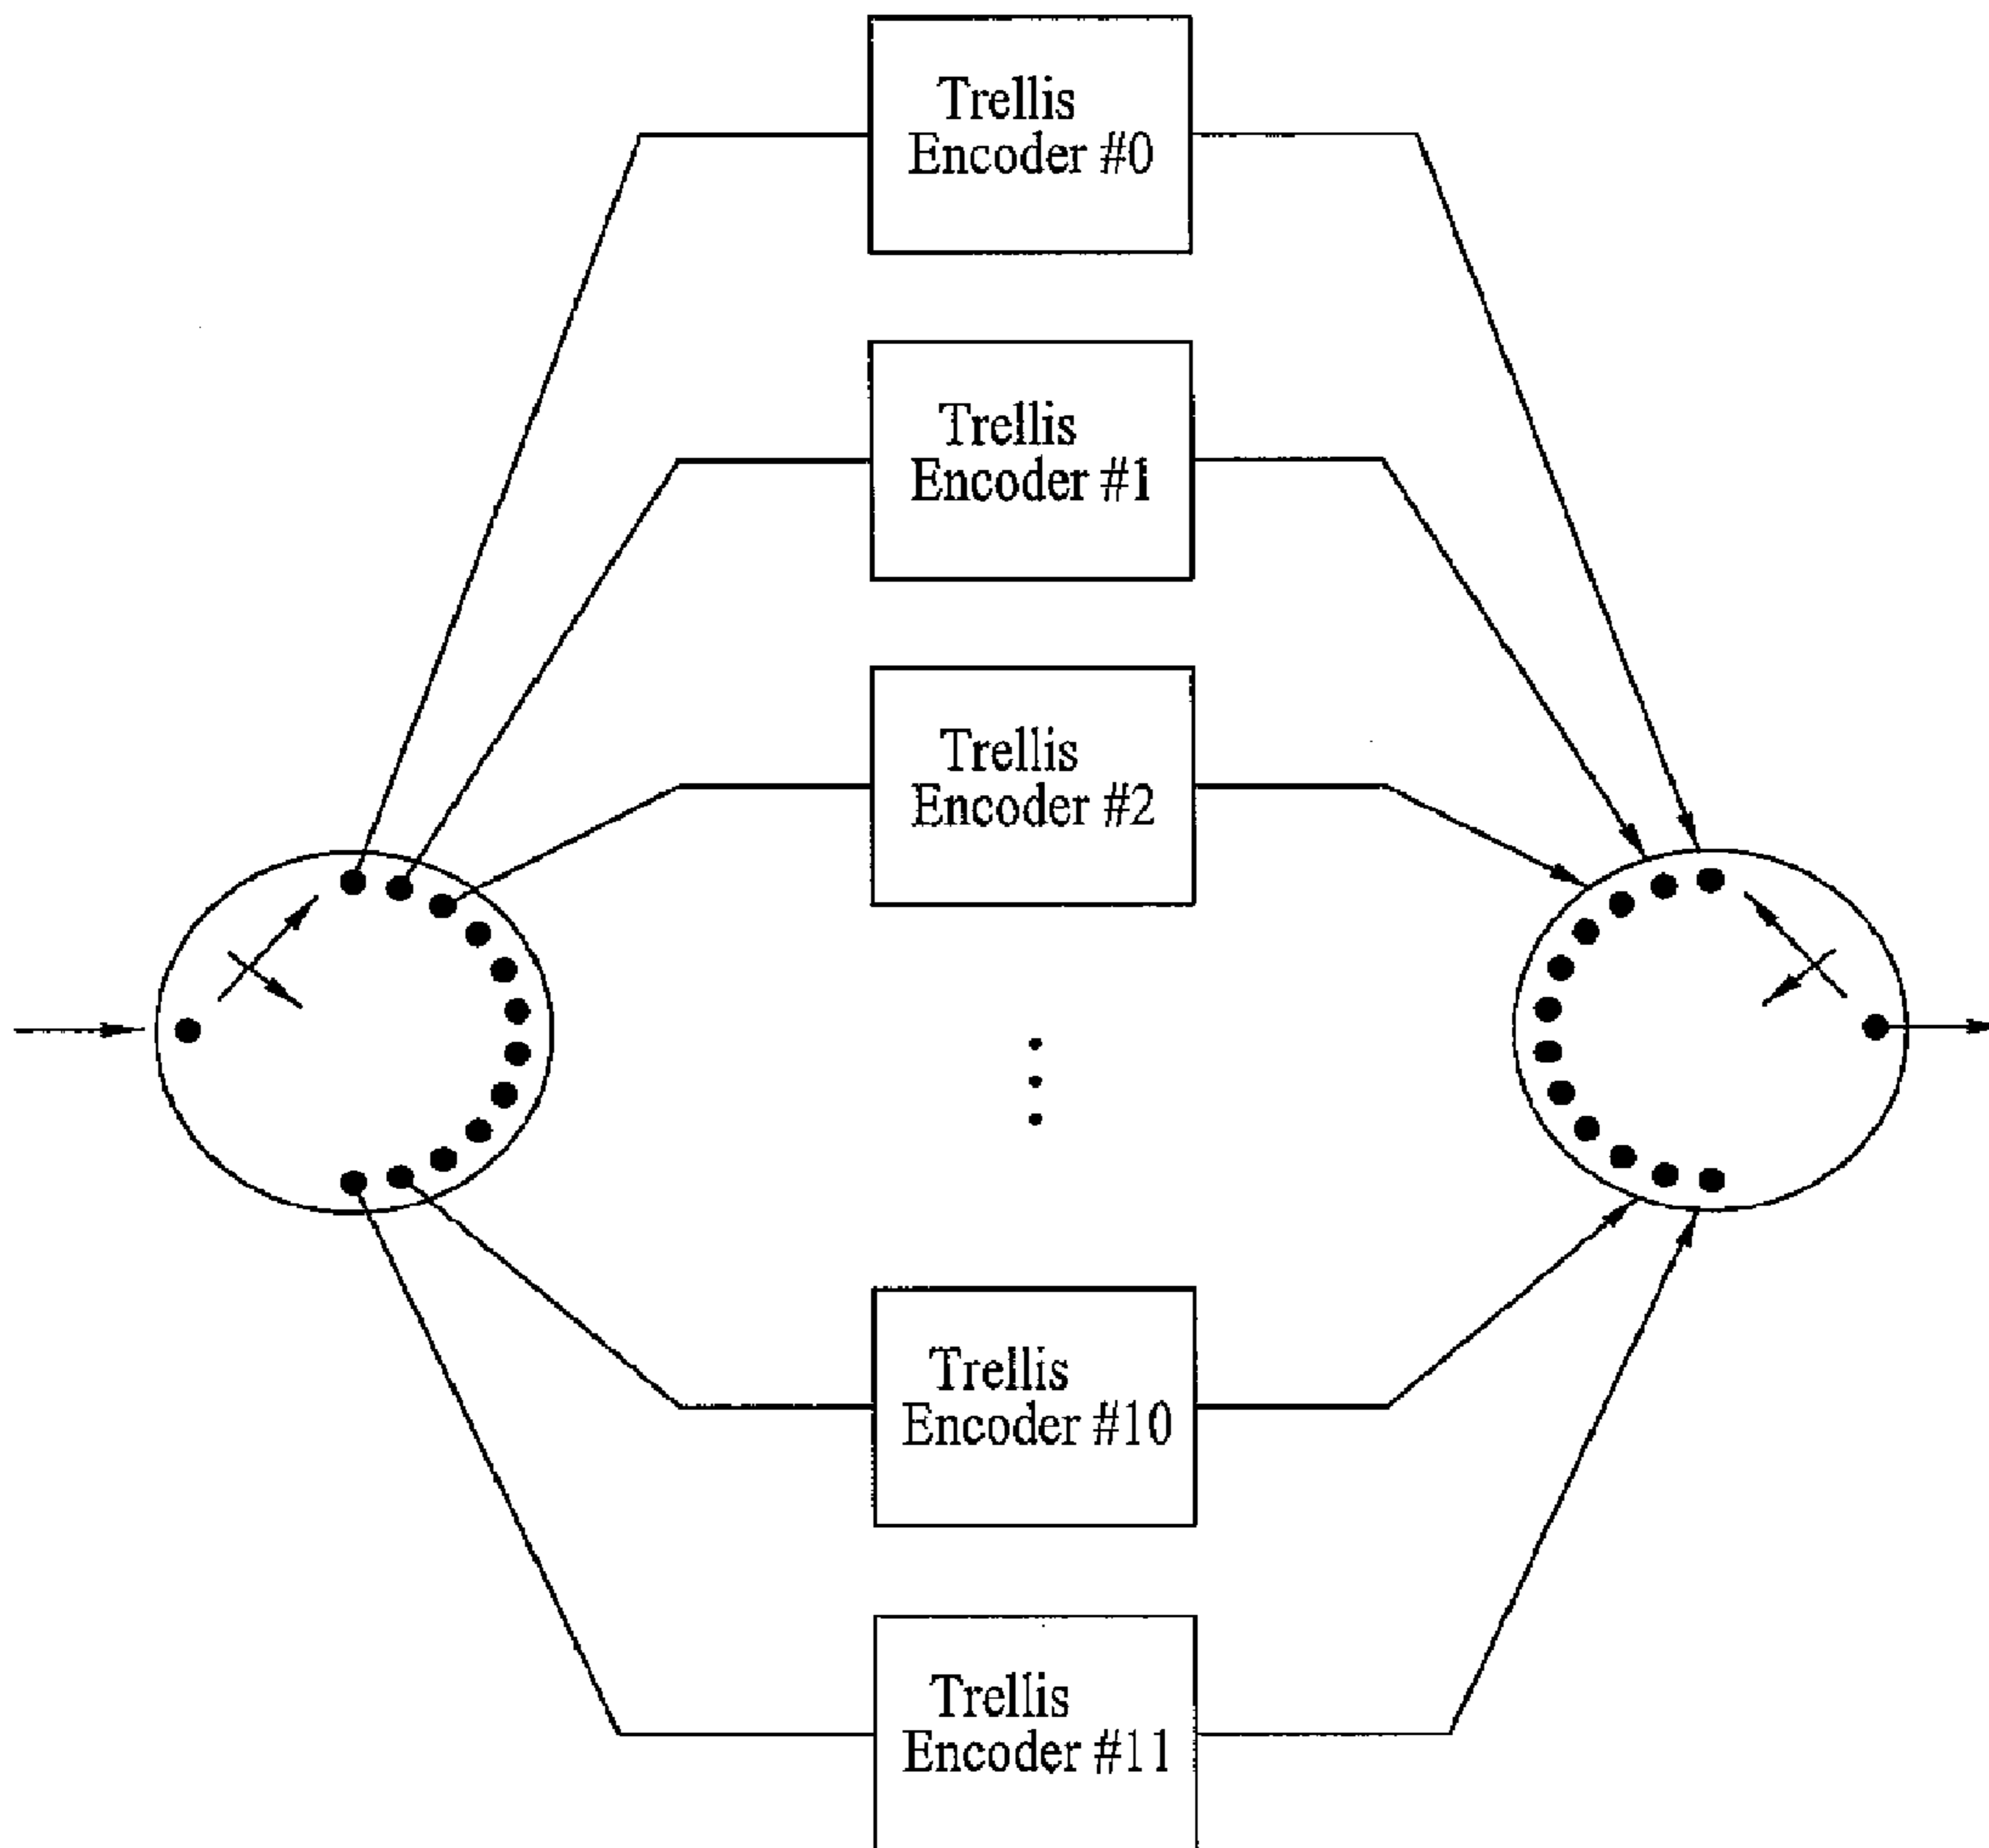 Trellis
Encoder #0
Trellis
Encoder #1
Trellis
Encoder #2
Trellis
Encoder #10
Trellis
Encoder #11